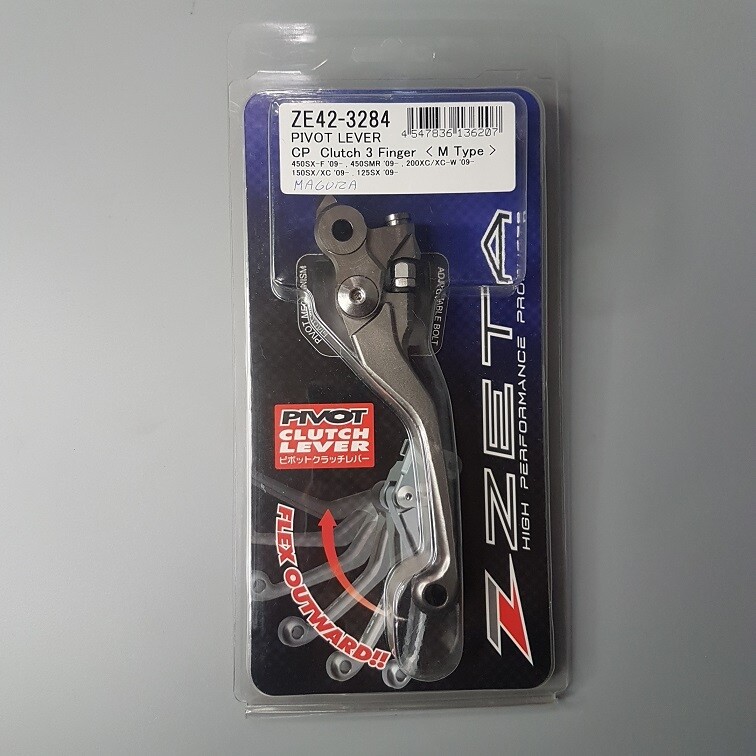 ZE42-3284
PIVOT LEVER
4 547836 136207
CP Clutch 3 Finger < M Type >
450SX-F '09- , 450SMR '09- , 200XC/XC-W '09-
150SX/XC '09- , 125SX '09-
MAGURA
PIVOT MECHANISM
ADJUSTABLE BOLT
PIVOT
CLUTCH
LEVER
ピボットクラッチレバー
FLEX OUTWARD!!
ZETA
HIGH PERFORMANCE PRODUCTS